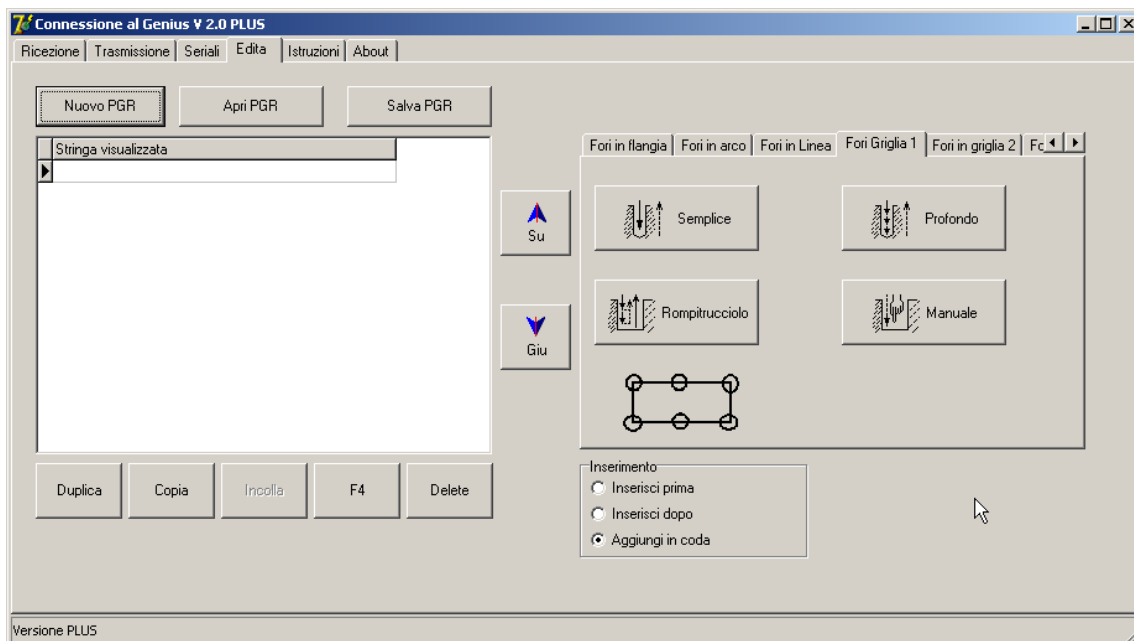 Connessione al Genius V 2.0 PLUS
Ricezione Trasmissione Seriali Edita Istruzioni About
Nuovo PGR Apri PGR Salva PGR
Stringa visualizzata
Fori in flangia Fori in arco Fori in Linea Fori Griglia 1 Fori in griglia 2
Semplice Profondo
Su
Rompitrucciolo Manuale
Giu
Duplica Copia Incolla F4 Delete
Inserimento
Inserisci prima
Inserisci dopo
Aggiungi in coda
Versione PLUS